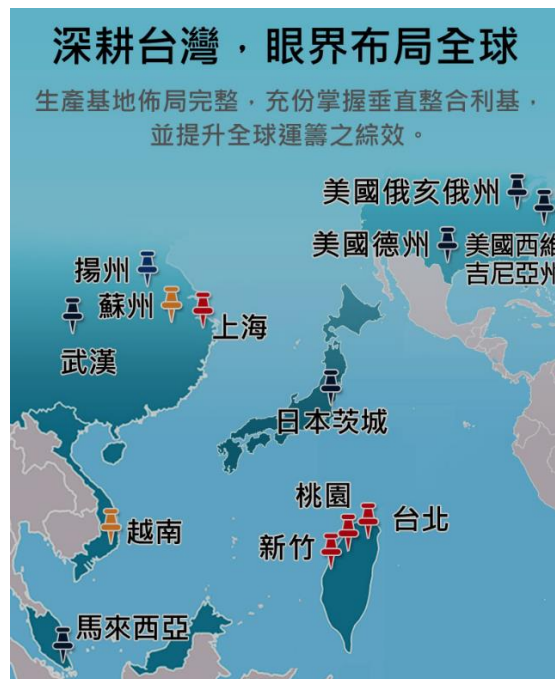 深耕台灣，眼界布局全球
生產基地佈局完整，充份掌握垂直整合利基，
並提升全球運籌之綜效。
美國俄亥俄州
美國德州
美國西維
吉尼亞州
揚州
蘇州
上海
武漢
日本茨城
桃園
台北
新竹
越南
馬來西亞